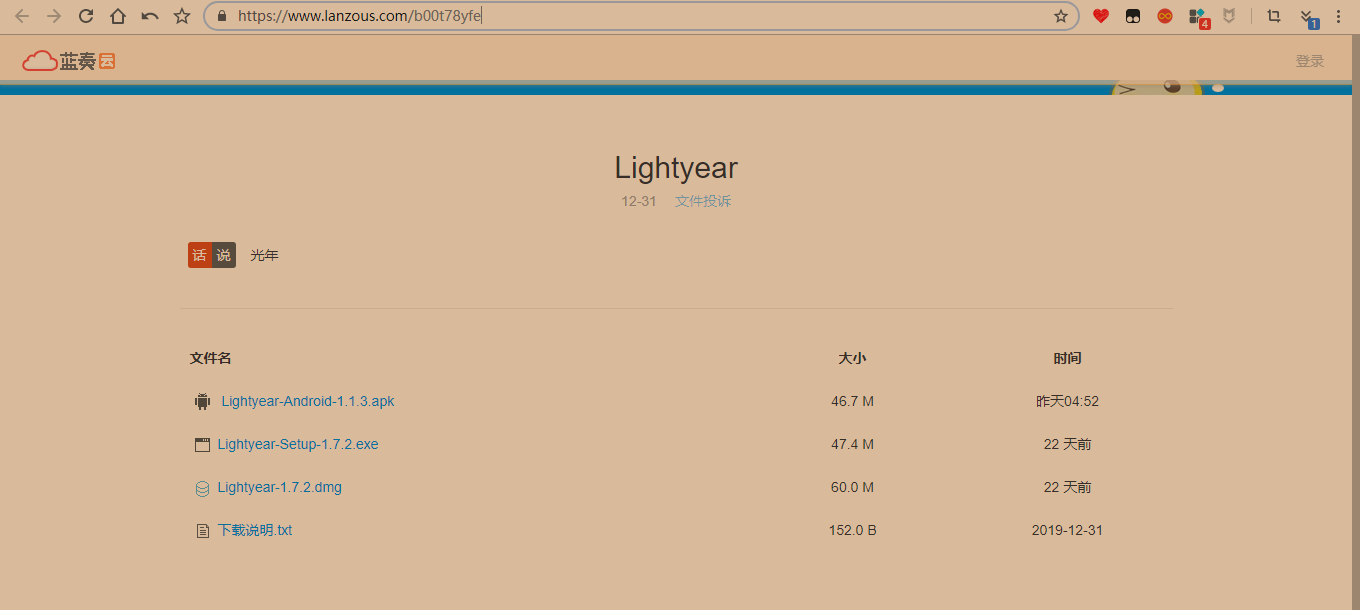 https://www.lanzous.com/b00t78yfe
4
1
蓝奏云
登录
Lightyear
12-31 文件投诉
话说 光年
文件名 大小 时间
Lightyear-Android-1.1.3.apk 46.7 M 昨天04:52
Lightyear-Setup-1.7.2.exe 47.4 M 22 天前
Lightyear-1.7.2.dmg 60.0 M 22 天前
下载说明.txt 152.0 B 2019-12-31